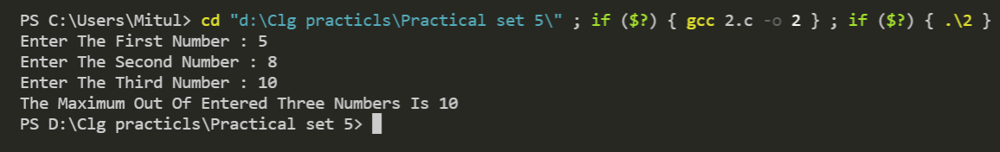 PS C:\Users\Mitul> cd "d:\Clg practicls\Practical set 5\" ; if ($?) { gcc 2.c -o 2 } ; if ($?) { .\2 }
Enter The First Number : 5
Enter The Second Number : 8
Enter The Third Number : 10
The Maximum Out Of Entered Three Numbers Is 10
PS D:\Clg practicls\Practical set 5>